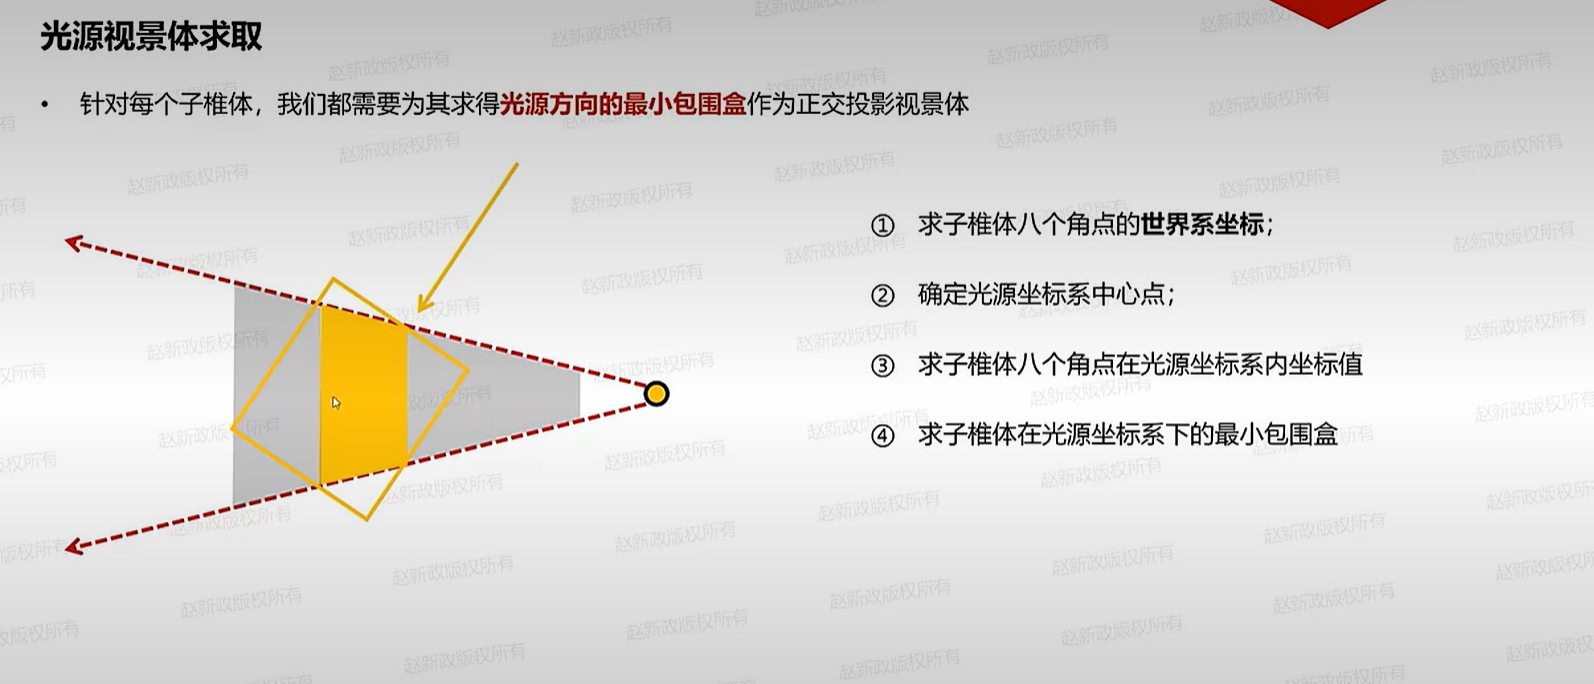 光源视景体求取
• 针对每个子椎体，我们都需要为其求得光源方向的最小包围盒作为正交投影视景体
① 求子椎体八个角点的世界系坐标；
② 确定光源坐标系中心点；
③ 求子椎体八个角点在光源坐标系内坐标值
④ 求子椎体在光源坐标系下的最小包围盒
赵新政版权所有